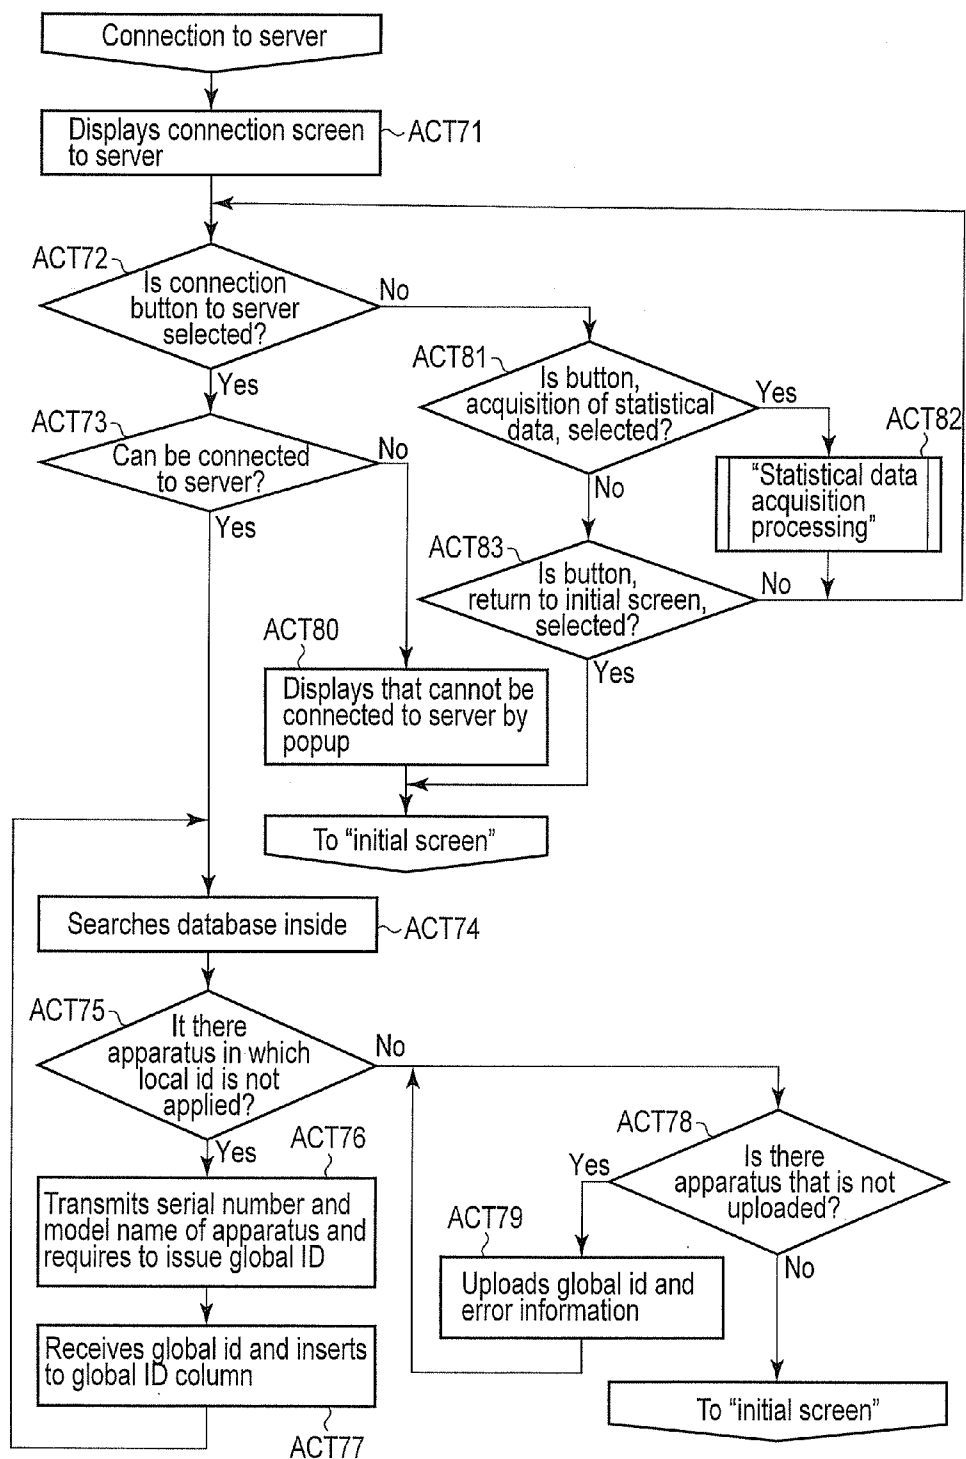 Connection to server
Displays connection screen
to server
ACT71
ACT72
Is connection
button to server
selected?
No
Yes
ACT81
Is button,
acquisition of statistical
data, selected?
Yes
No
ACT82
"Statistical data
acquisition
processing"
ACT73
Can be connected
to server?
No
Yes
ACT83
Is button,
return to initial screen,
selected?
No
Yes
ACT80
Displays that cannot be
connected to server by
popup
To "initial screen"
Searches database inside
ACT74
ACT75
It there
apparatus in which
local id is not
applied?
No
Yes
ACT76
Transmits serial number and
model name of apparatus and
requires to issue global ID
Receives global id and inserts
to global ID column
ACT77
ACT78
Is there
apparatus that is not
uploaded?
Yes
No
ACT79
Uploads global id and
error information
To "initial screen"